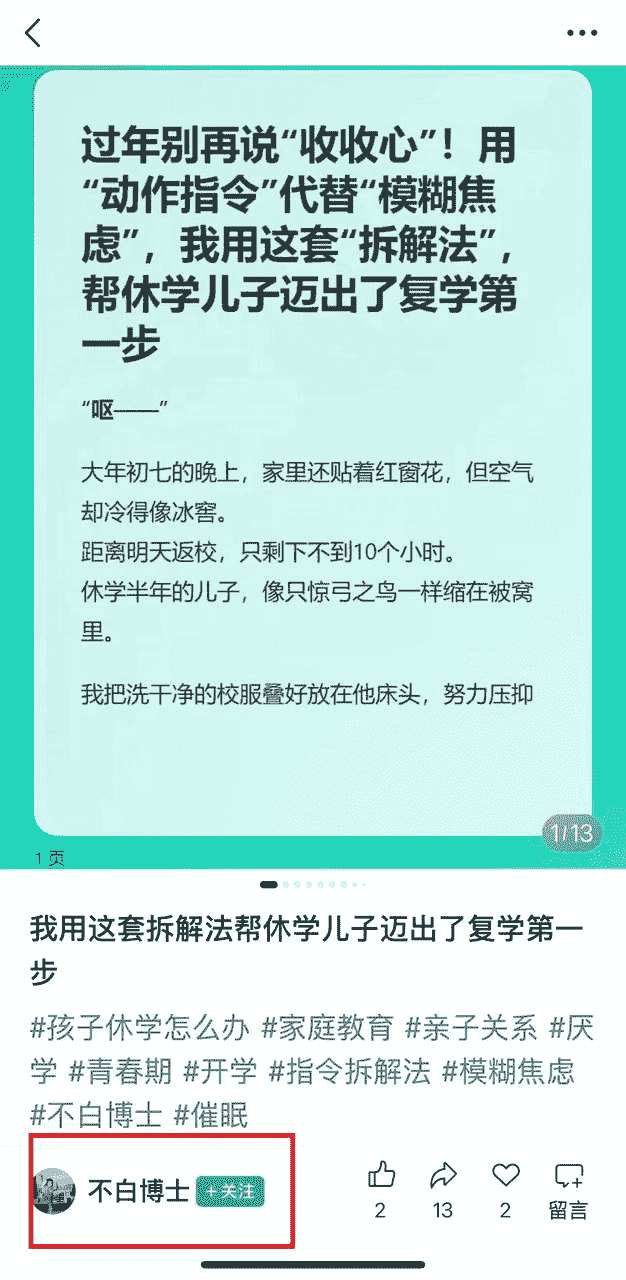 过年别再说“收收心”！用
“动作指令”代替“模糊焦
虑”，我用这套“拆解法”，
帮休学儿子迈出了复学第
一步
“呕——”
大年初七的晚上，家里还贴着红窗花，但空气
却冷得像冰窖。
距离明天返校，只剩下不到10个小时。
休学半年的儿子，像只惊弓之鸟一样缩在被窝
里。
我把洗干净的校服叠好放在他床头，努力压抑
1/13
1 页
我用这套拆解法帮休学儿子迈出了复学第一
步
#孩子休学怎么办 #家庭教育 #亲子关系 #厌
学 #青春期 #开学 #指令拆解法 #模糊焦虑
#不白博士 #催眠
不白博士 +关注
2 13 2 留言